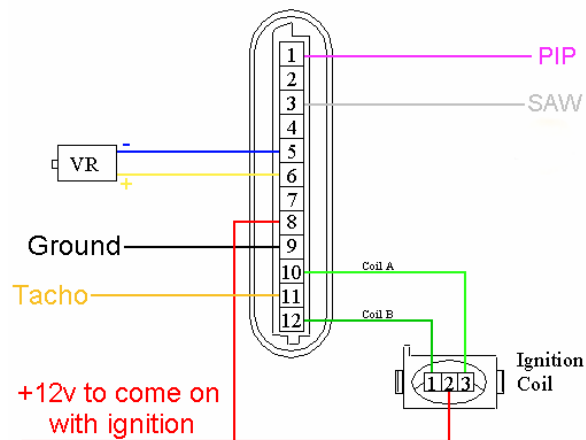 1
PIP
2
3
SAW
4
-
5
VR
+
6
7
8
Ground
9
10
Coil A
Tacho
11
12
Coil B
+12v to come on
with ignition
1 2 3
Ignition
Coil